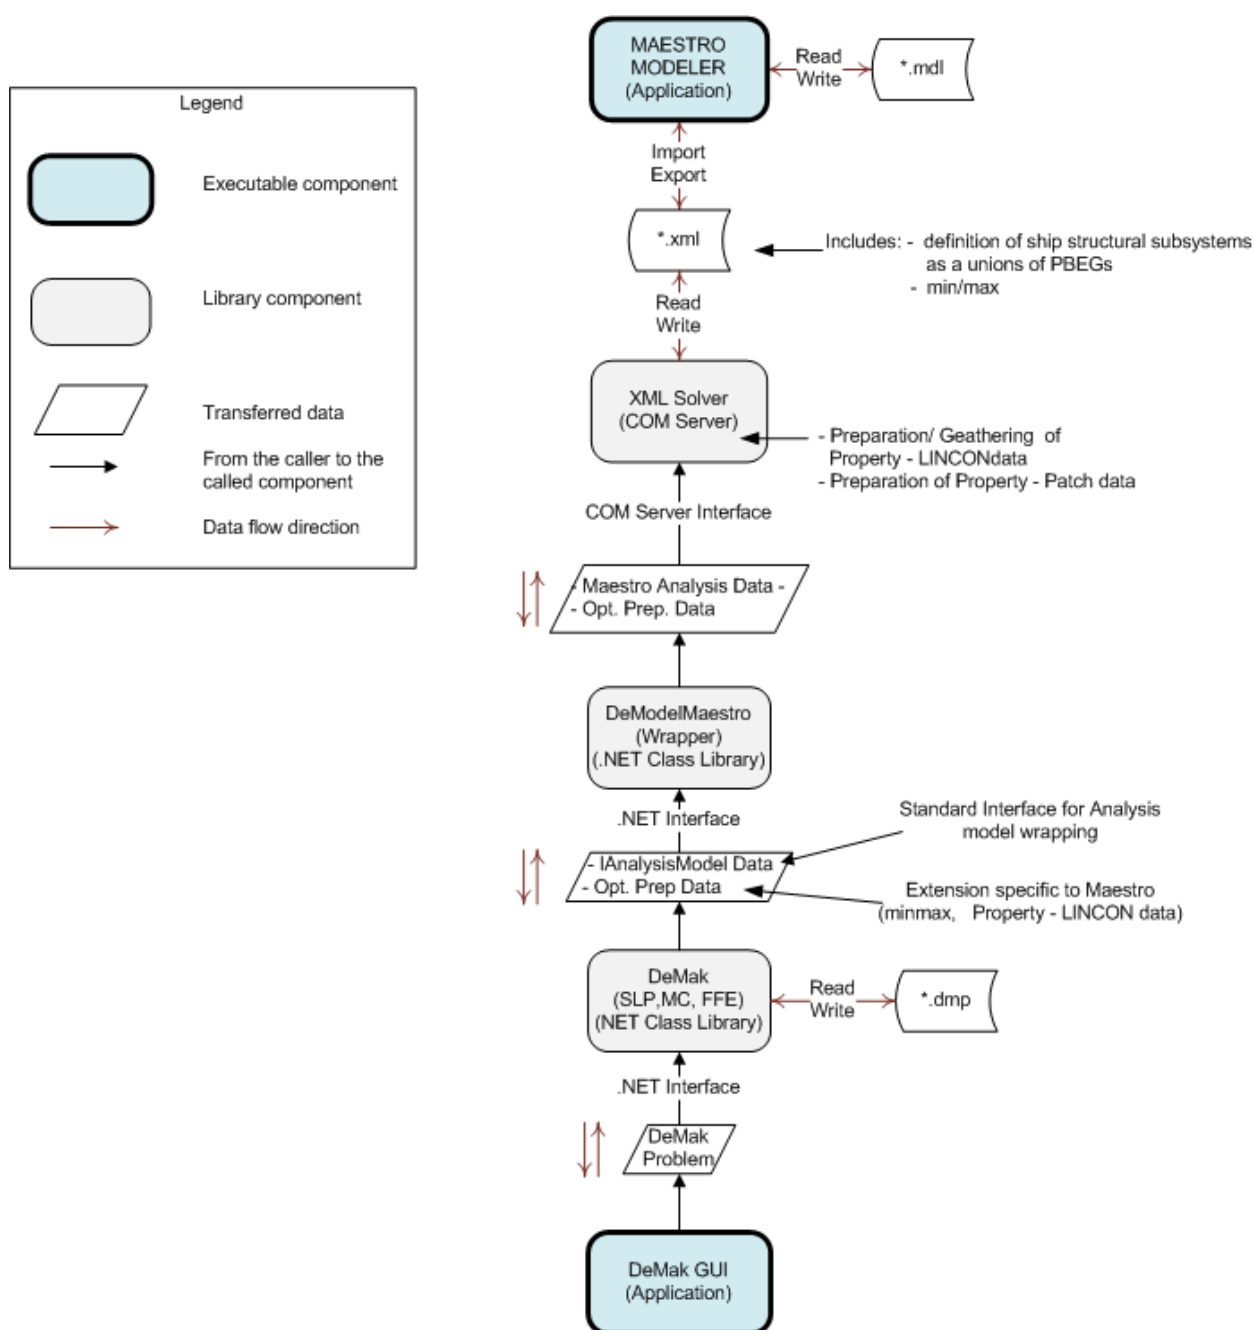 MAESTRO
MODELER
(Application)
Read
Write
*.mdl
Legend
Executable component
Library component
Transferred data
From the caller to the
called component
Data flow direction
Import
Export
*.xml
Includes: - definition of ship structural subsystems
as a unions of PBEGs
- min/max
Read
Write
XML Solver
(COM Server)
- Preparation/ Geathering of
Property - LINCONdata
- Preparation of Property - Patch data
COM Server Interface
- Maestro Analysis Data -
- Opt. Prep. Data
DeModelMaestro
(Wrapper)
(.NET Class Library)
.NET Interface
Standard Interface for Analysis
model wrapping
- IAnalysisModel Data
- Opt. Prep Data
Extension specific to Maestro
(minmax, Property - LINCON data)
DeMak
(SLP,MC, FFE)
(NET Class Library)
Read
Write
*.dmp
.NET Interface
DeMak
Problem
DeMak GUI
(Application)